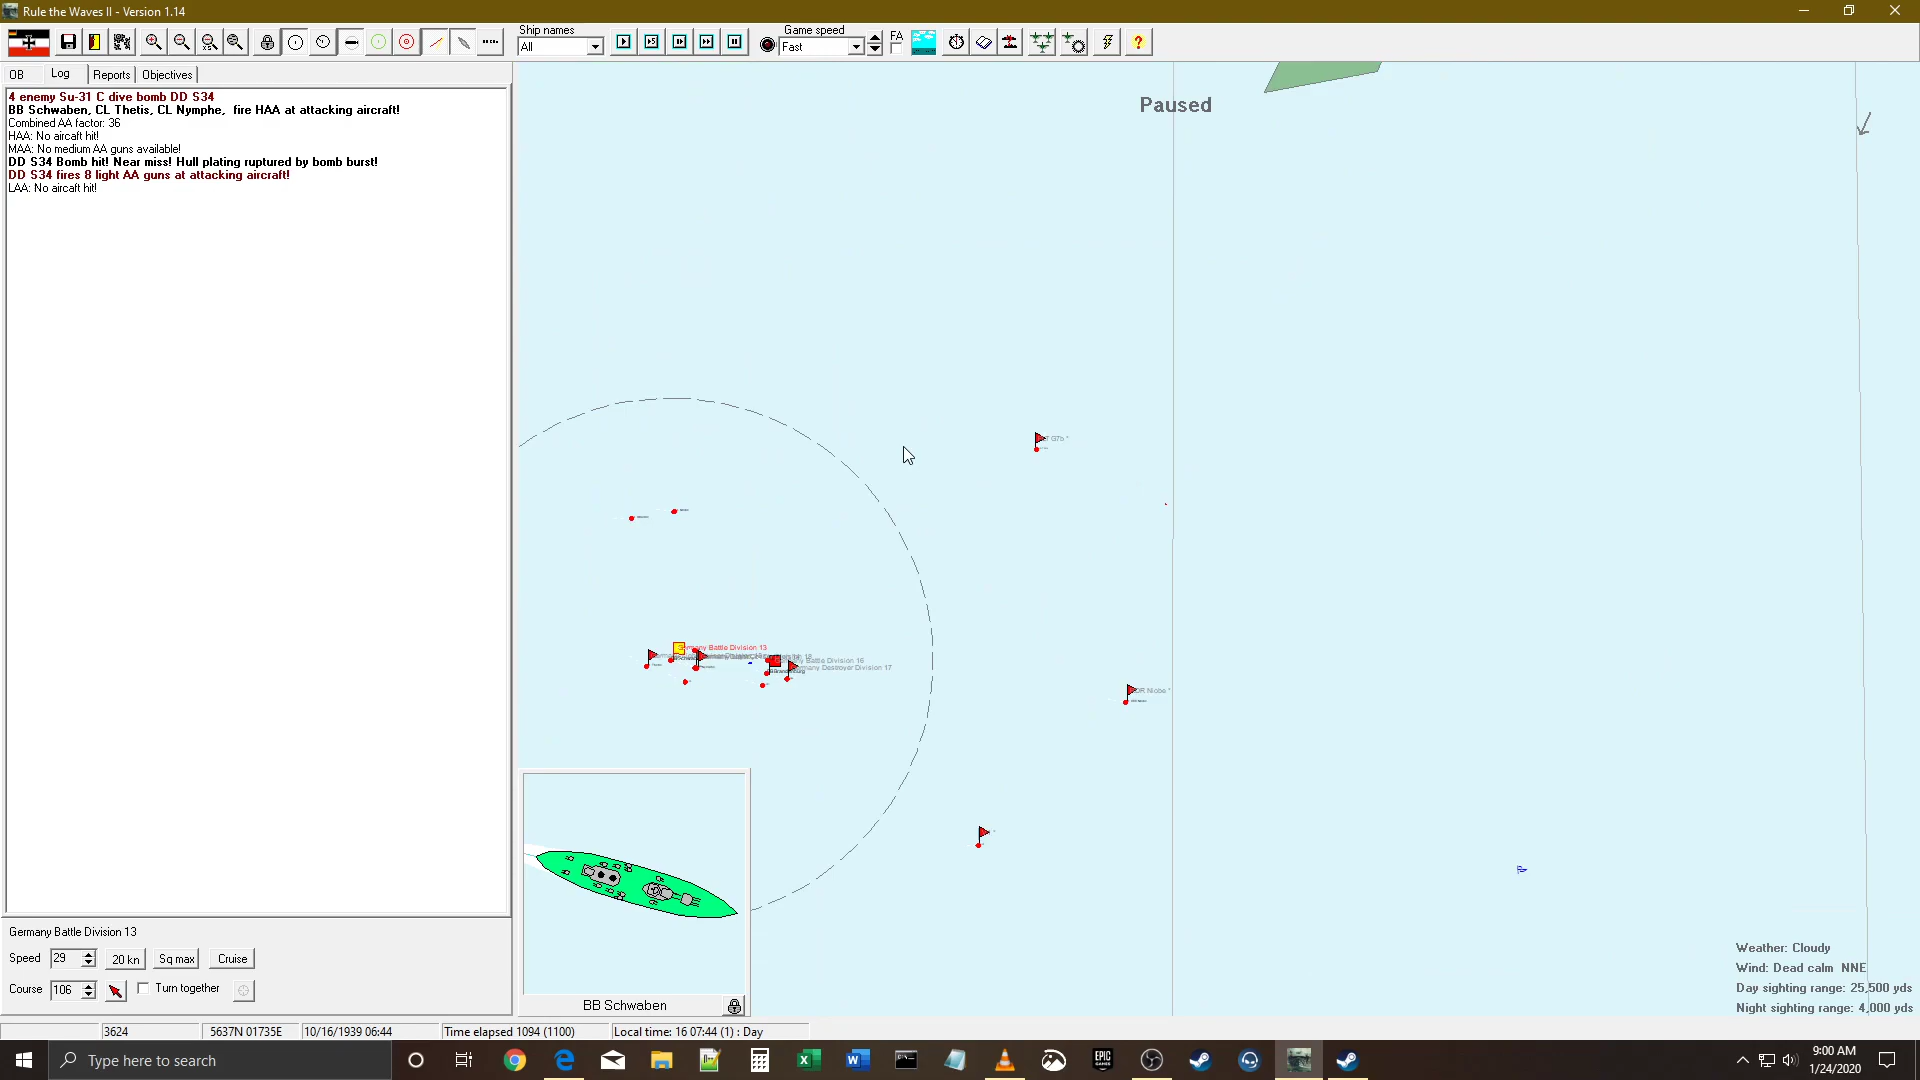 Rule the Waves II - Version 1.14
Ship names
All
Game speed
Fast
FA
OB
Log
Reports
Objectives
4 enemy Su-31 C dive bomb DD S34
BB Schwaben, CL Thetis, CL Nymphe,  fire HAA at attacking aircraft!
Combined AA factor: 36
HAA: No aircaft hit!
MAA: No medium AA guns available!
DD S34 Bomb hit! Near miss! Hull plating ruptured by bomb burst!
DD S34 fires 8 light AA guns at attacking aircraft!
LAA: No aircaft hit!
Paused
Germany Battle Division 13
Battle Division 16
Germany Destroyer Division 17
Niobe *
BB Schwaben
Weather: Cloudy
Wind: Dead calm  NNE
Day sighting range: 25,500 yds
Night sighting range: 4,000 yds
Germany Battle Division 13
Speed 29 20 kn Sq max Cruise
Course 106 Turn together
3624 5637N 01735E 10/16/1939 06:44 Time elapsed 1094 (1100) Local time: 16 07:44 (1) : Day
Type here to search
EPIC GAMES
9:00 AM
1/24/2020